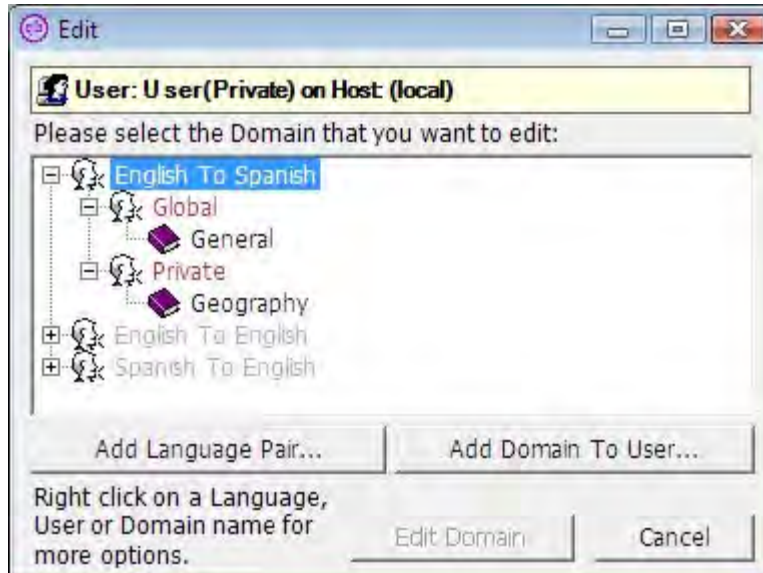 Edit
User: User(Private) on Host: (local)
Please select the Domain that you want to edit:
English To Spanish
Global
General
Private
Geography
English To English
Spanish To English
Add Language Pair...
Add Domain To User...
Right click on a Language,
User or Domain name for
more options.
Edit Domain
Cancel